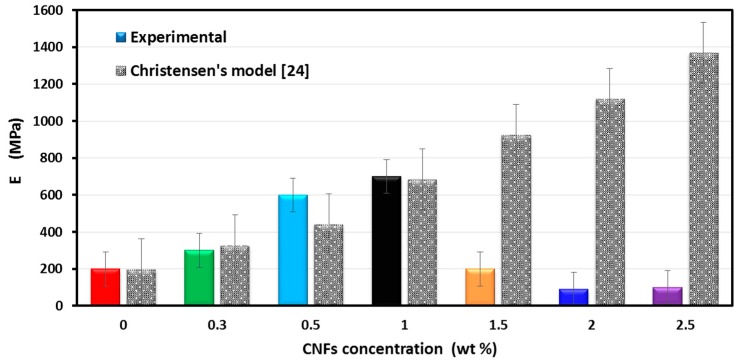 1600
1400
1200
1000
800
600
400
200
0
E (MPa)
Experimental
Christensen's model [24]
0 0.3 0.5 1 1.5 2 2.5
CNFs concentration (wt %)